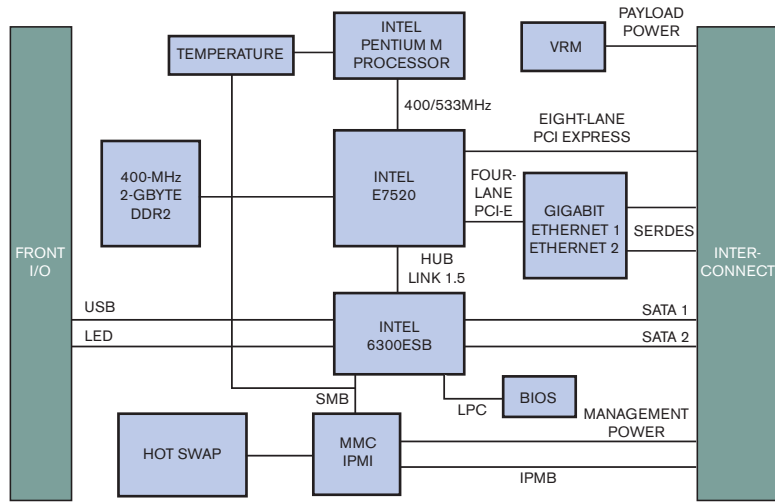 INTEL
PENTIUM M
PROCESSOR
TEMPERATURE
VRM
PAYLOAD
POWER
400/533MHz
EIGHT-LANE
PCI EXPRESS
400-MHz
2-GBYTE
DDR2
INTEL
E7520
FOUR-
LANE
PCI-E
GIGABIT
ETHERNET 1
ETHERNET 2
SERDES
FRONT
I/O
INTER-
CONNECT
HUB
LINK 1.5
USB
LED
INTEL
6300ESB
SATA 1
SATA 2
SMB
LPC
BIOS
HOT SWAP
MMC
IPMI
MANAGEMENT
POWER
IPMB